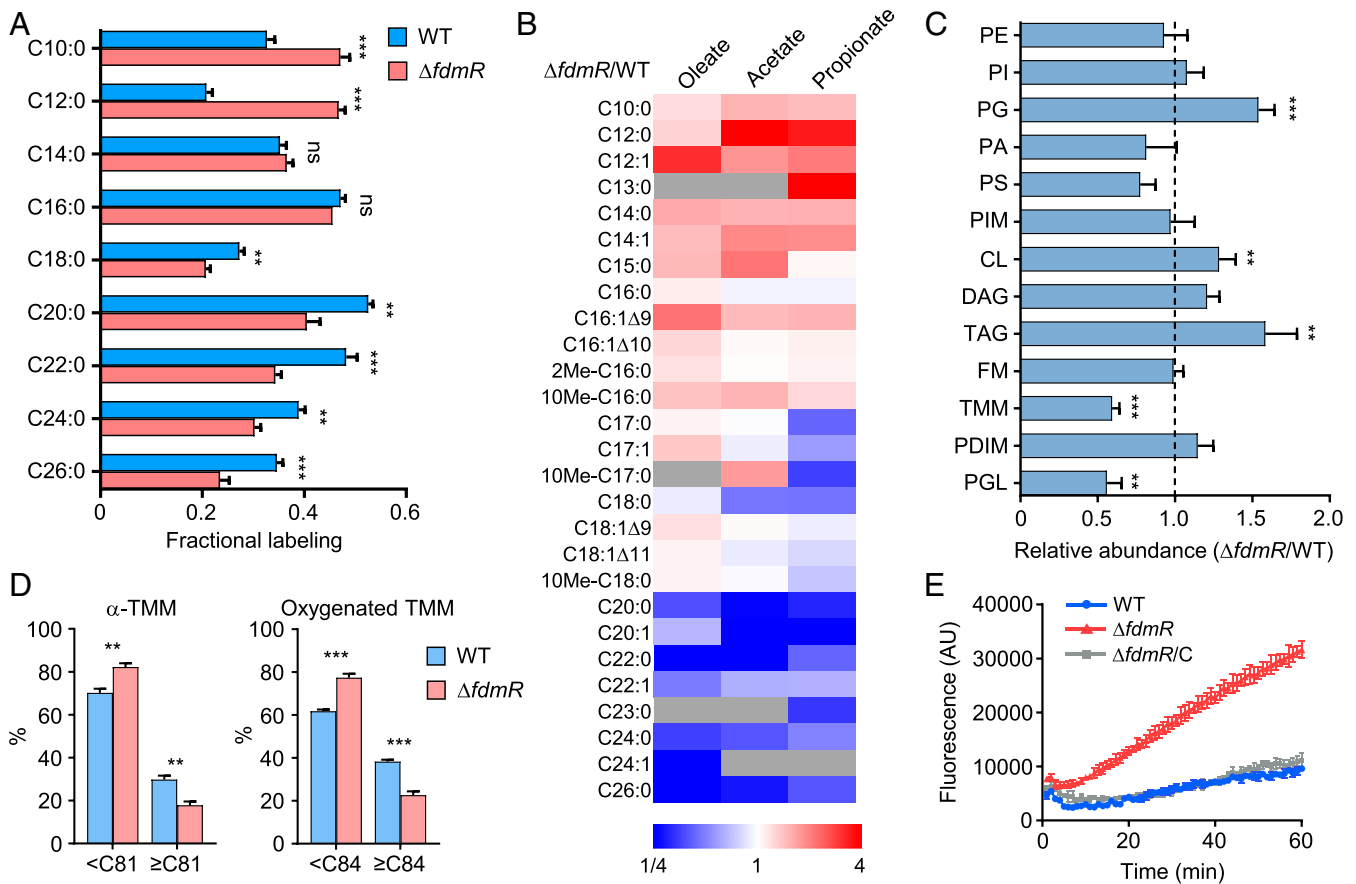 A
WT
ΔfdmR
C10:0
***
C12:0
***
C14:0
ns
C16:0
ns
C18:0
**
C20:0
**
C22:0
***
C24:0
**
C26:0
***
0 0.2 0.4 0.6
Fractional labeling
B
ΔfdmR/WT
Oleate Acetate Propionate
C10:0
C12:0
C12:1
C13:0
C14:0
C14:1
C15:0
C16:0
C16:1Δ9
C16:1Δ10
2Me-C16:0
10Me-C16:0
C17:0
C17:1
10Me-C17:0
C18:0
C18:1Δ9
C18:1Δ11
10Me-C18:0
C20:0
C20:1
C22:0
C22:1
C23:0
C24:0
C24:1
C26:0
1/4 1 4
C
PE
PI
PG ***
PA
PS
PIM
CL **
DAG
TAG **
FM
TMM ***
PDIM
PGL **
0 0.5 1.0 1.5 2.0
Relative abundance (ΔfdmR/WT)
D
α-TMM
%
100
80
60
40
20
0
** **
<C81 ≥C81
Oxygenated TMM
%
100
80
60
40
20
0
*** ***
<C84 ≥C84
WT
ΔfdmR
E
WT
ΔfdmR
ΔfdmR/C
Fluorescence (AU)
40000
30000
20000
10000
0
0 20 40 60
Time (min)